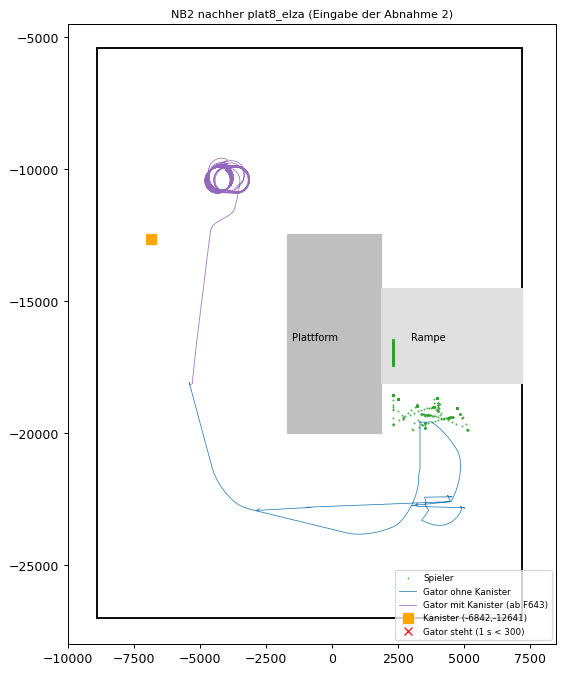 NB2 nachher plat8_elza (Eingabe der Abnahme 2)
−5000
−10000
−15000
−20000
−25000
Plattform
Rampe
Spieler
Gator ohne Kanister
Gator mit Kanister (ab F643)
Kanister (-6842,-12641)
Gator steht (1 s < 300)
−10000 −7500 −5000 −2500 0 2500 5000 7500